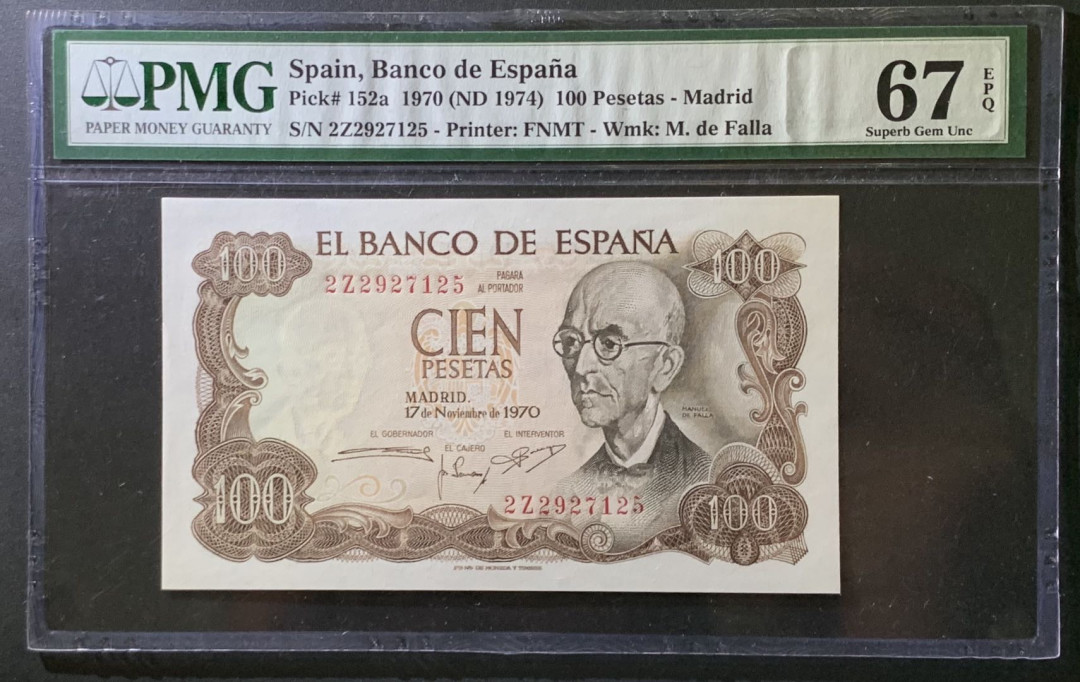 PMG
PAPER MONEY GUARANTY
Spain, Banco de España
Pick# 152a 1970 (ND 1974) 100 Pesetas - Madrid
S/N 2Z2927125 - Printer: FNMT - Wmk: M. de Falla
67
EPQ
Superb Gem Unc
EL BANCO DE ESPAÑA
100
100
2Z2927125
PAGARA
AL PORTADOR
CIEN
PESETAS
MADRID.
17 de Noviembre de 1970
MANUEL
DE FALLA
EL GOBERNADOR
EL INTERVENTOR
EL CAJERO
2Z2927125
100
100